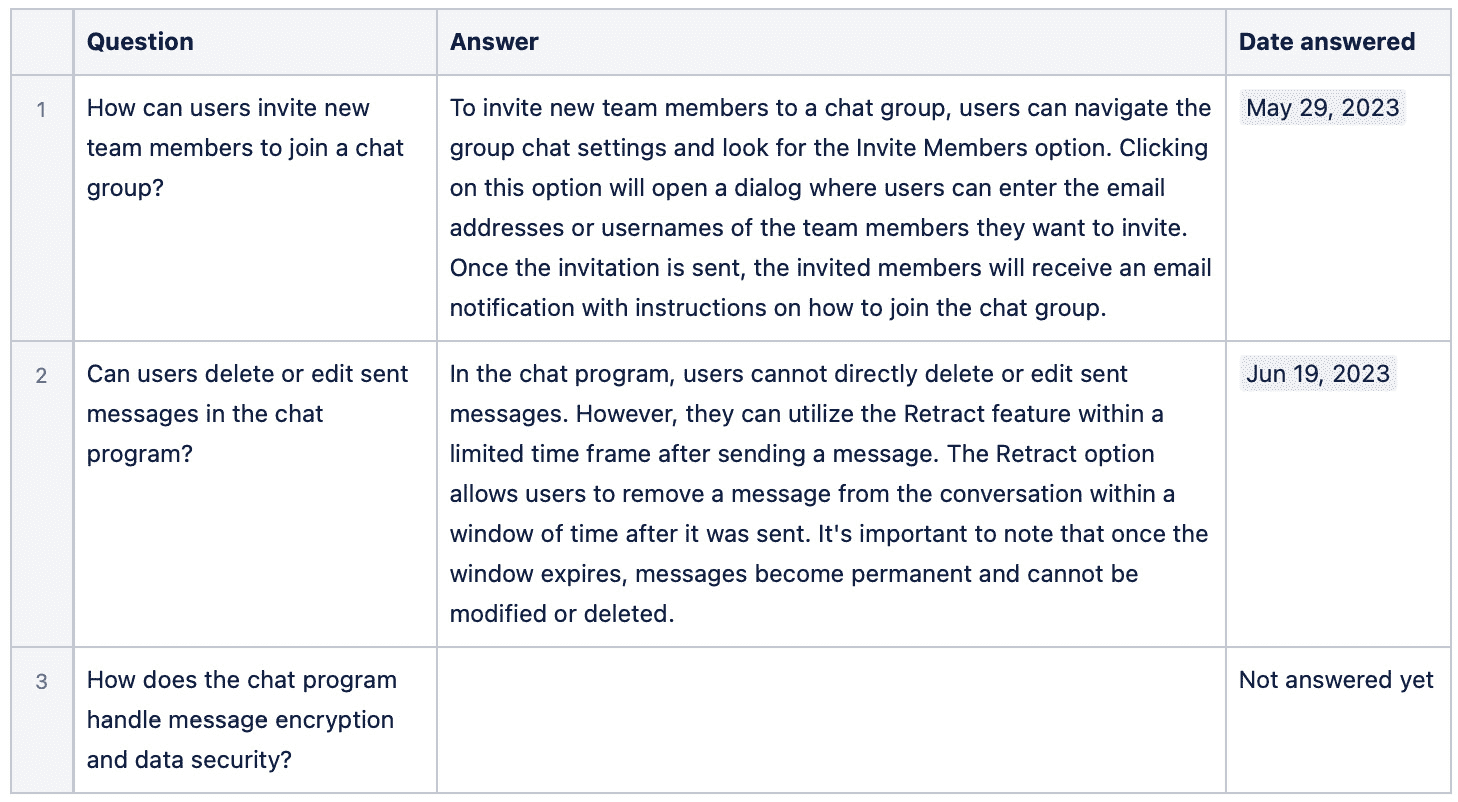 Question
Answer
Date answered
1
How can users invite new
team members to join a chat
group?
To invite new team members to a chat group, users can navigate the
group chat settings and look for the Invite Members option. Clicking
on this option will open a dialog where users can enter the email
addresses or usernames of the team members they want to invite.
Once the invitation is sent, the invited members will receive an email
notification with instructions on how to join the chat group.
May 29, 2023
2
Can users delete or edit sent
messages in the chat
program?
In the chat program, users cannot directly delete or edit sent
messages. However, they can utilize the Retract feature within a
limited time frame after sending a message. The Retract option
allows users to remove a message from the conversation within a
window of time after it was sent. It's important to note that once the
window expires, messages become permanent and cannot be
modified or deleted.
Jun 19, 2023
3
How does the chat program
handle message encryption
and data security?
Not answered yet